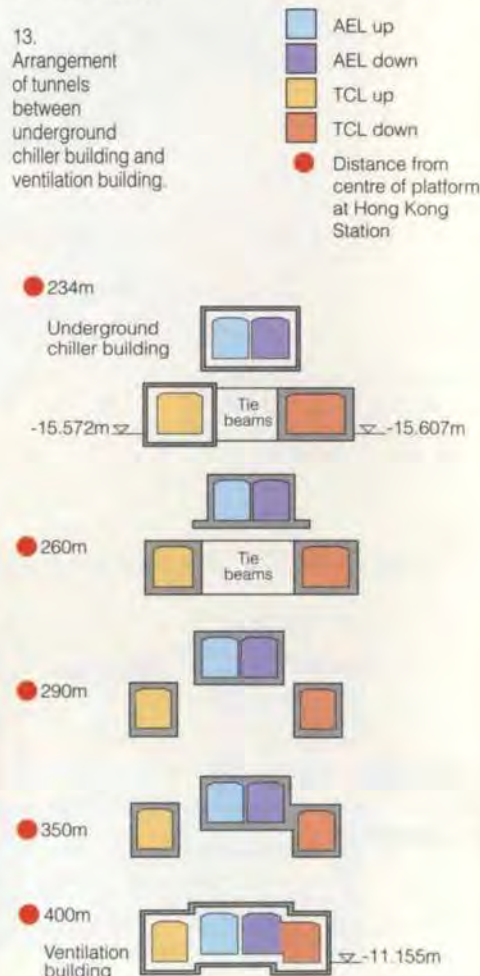 13.
Arrangement
of tunnels
between
underground
chiller building and
ventilation building.
AEL up
AEL down
TCL up
TCL down
Distance from
centre of platform
at Hong Kong
Station
234m
Underground
chiller building
Tie
beams
-15.572m
-15.607m
260m
Tie
beams
290m
350m
400m
Ventilation
building
-11.155m